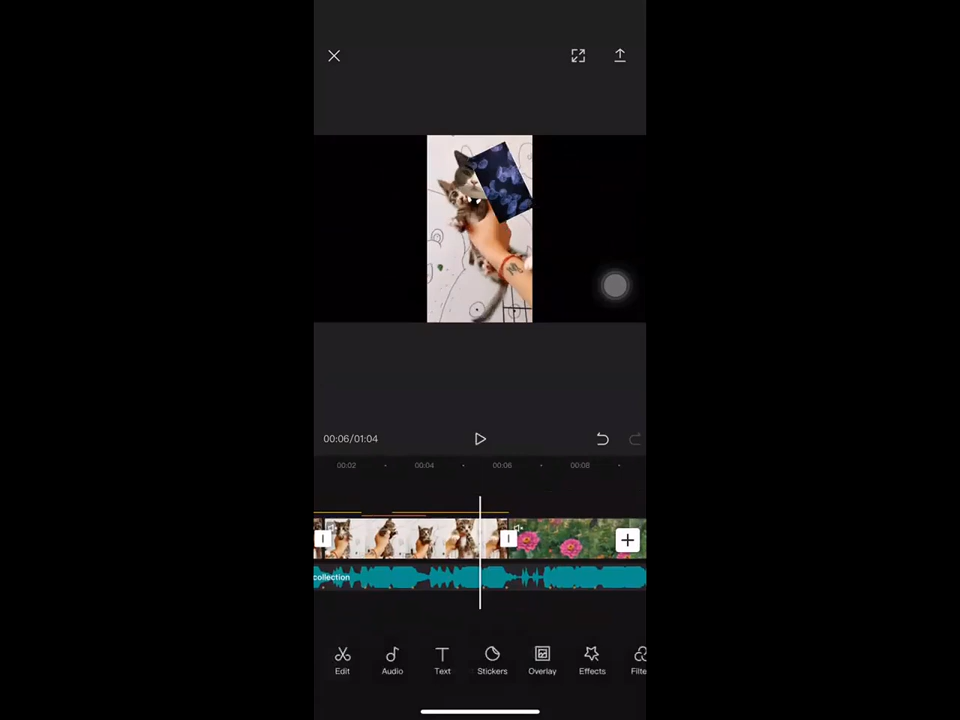 00:06/01:04
00:02
00:04
00:06
00:08
collection
Edit
Audio
Text
Stickers
Overlay
Effects
Filte